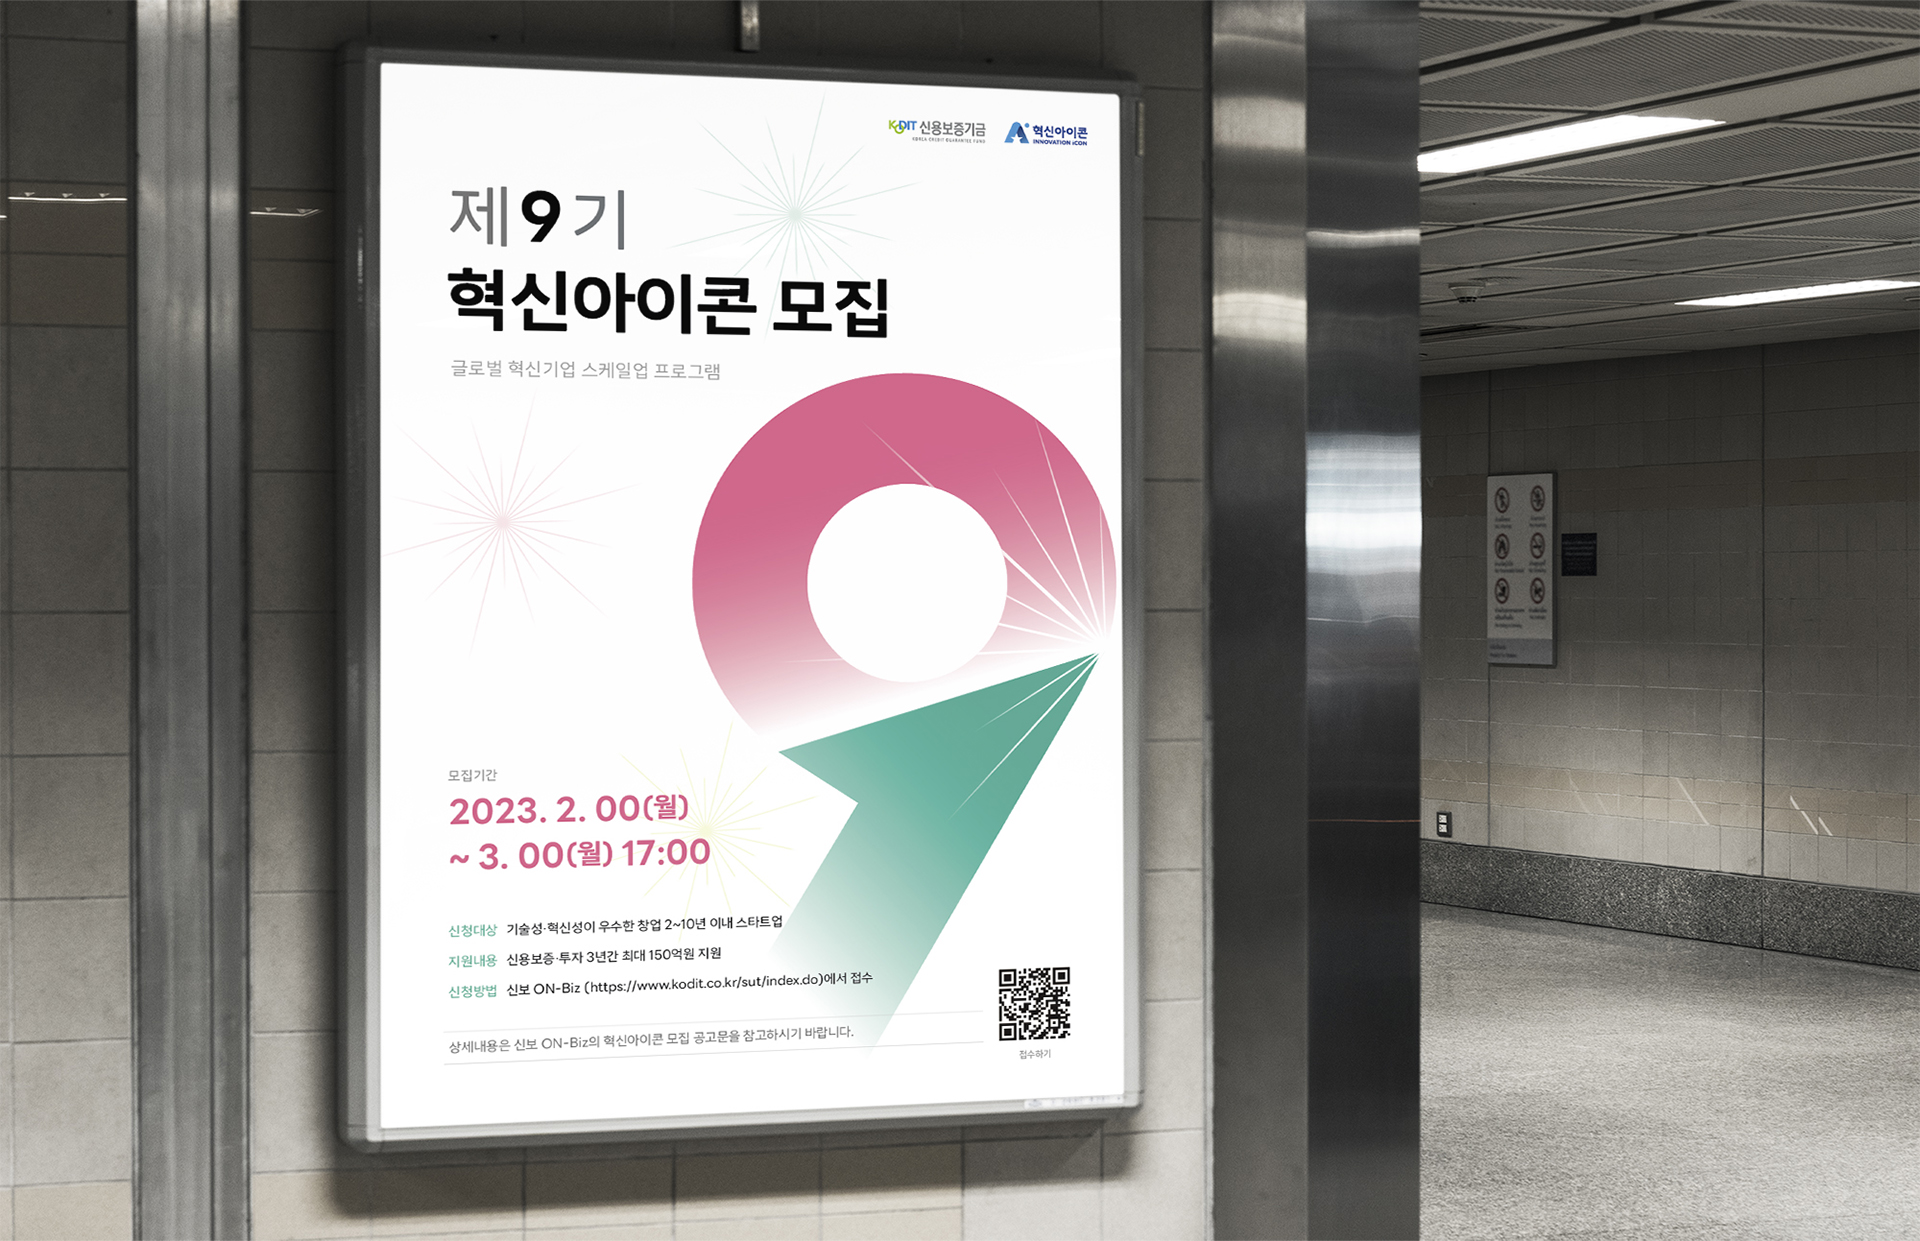 KODIT 신용보증기금
KOREA CREDIT GUARANTEE FUND
혁신아이콘
INNOVATION iCON
제9기
혁신아이콘 모집
글로벌 혁신기업 스케일업 프로그램
모집기간
2023. 2. 00(월)
~ 3. 00(월) 17:00
신청대상 기술성·혁신성이 우수한 창업 2~10년 이내 스타트업
지원내용 신용보증·투자 3년간 최대 150억원 지원
신청방법 신보 ON-Biz (https://www.kodit.co.kr/sut/index.do)에서 접수
상세내용은 신보 ON-Biz의 혁신아이콘 모집 공고문을 참고하시기 바랍니다.
접수하기